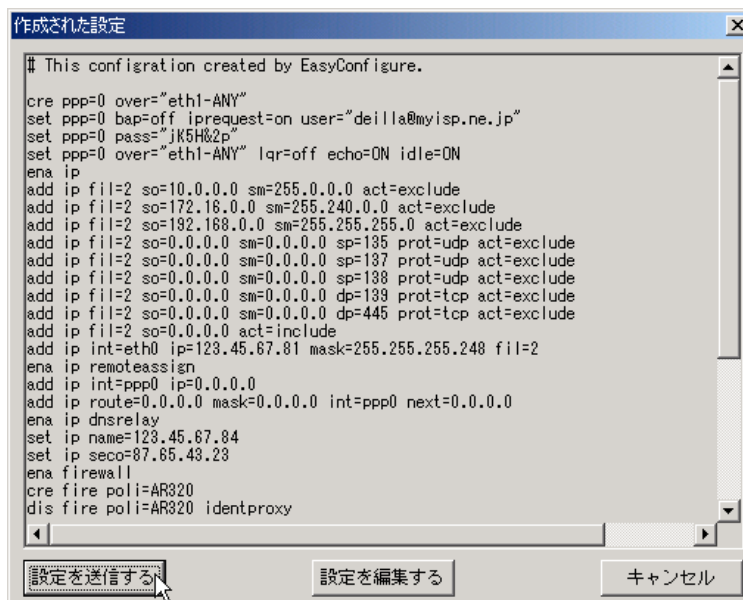 作成された設定
# This configration created by EasyConfigure.
cre ppp=0 over="eth1-ANY"
set ppp=0 bap=off iprequest=on user="deilla@myisp.ne.jp"
set ppp=0 pass="jK5H&2p"
set ppp=0 over="eth1-ANY" lqr=off echo=ON idle=ON
ena ip
add ip fil=2 so=10.0.0.0 sm=255.0.0.0 act=exclude
add ip fil=2 so=172.16.0.0 sm=255.240.0.0 act=exclude
add ip fil=2 so=192.168.0.0 sm=255.255.255.0 act=exclude
add ip fil=2 so=0.0.0.0 sm=0.0.0.0 sp=135 prot=udp act=exclude
add ip fil=2 so=0.0.0.0 sm=0.0.0.0 sp=137 prot=udp act=exclude
add ip fil=2 so=0.0.0.0 sm=0.0.0.0 sp=138 prot=udp act=exclude
add ip fil=2 so=0.0.0.0 sm=0.0.0.0 dp=139 prot=tcp act=exclude
add ip fil=2 so=0.0.0.0 sm=0.0.0.0 dp=445 prot=tcp act=exclude
add ip fil=2 so=0.0.0.0 act=include
add ip int=eth0 ip=123.45.67.81 mask=255.255.255.248 fil=2
ena ip remoteassign
add ip int=ppp0 ip=0.0.0.0
add ip route=0.0.0.0 mask=0.0.0.0 int=ppp0 next=0.0.0.0
ena ip dnsrelay
set ip name=123.45.67.84
set ip seco=87.65.43.23
ena firewall
cre fire poli=AR320
dis fire poli=AR320 identproxy
設定を送信する 設定を編集する キャンセル